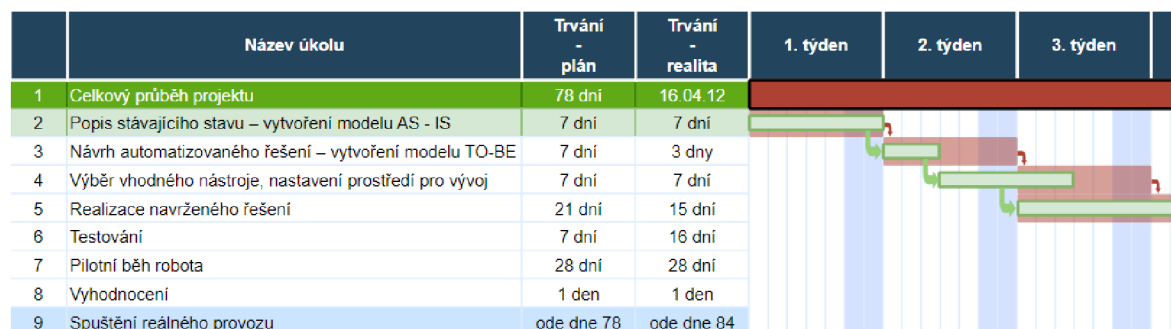 Název úkolu Trvání - plán Trvání - realita 1. týden 2. týden 3. týden
1 Celkový průběh projektu 78 dní 16.04.12
2 Popis stávajícího stavu – vytvoření modelu AS - IS 7 dní 7 dní
3 Návrh automatizovaného řešení – vytvoření modelu TO-BE 7 dní 3 dny
4 Výběr vhodného nástroje, nastavení prostředí pro vývoj 7 dní 7 dní
5 Realizace navrženého řešení 21 dní 15 dní
6 Testování 7 dní 16 dní
7 Pilotní běh robota 28 dní 28 dní
8 Vyhodnocení 1 den 1 den
9 Spuštění reálného provozu ode dne 78 ode dne 84